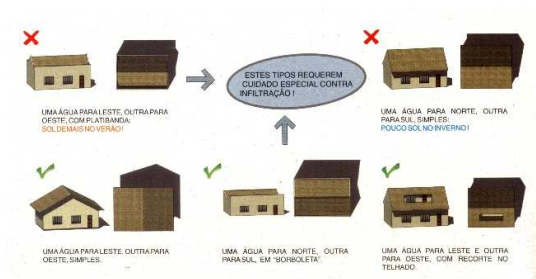 ESTES TIPOS REQUEREM
CUIDADO ESPECIAL CONTRA
INFILTRAÇÃO !
UMA ÁGUA PARA LESTE, OUTRA PARA
OESTE, COM PLATIBANDA:
SOL DEMAIS NO VERÃO!
UMA ÁGUA PARA NORTE, OUTRA
PARA SUL, SIMPLES:
POUCO SOL NO INVERNO!
UMA ÁGUA PARA LESTE. OUTRA PARA
OESTE, SIMPLES.
UMA ÁGUA PARA NORTE, OUTRA
PARA SUL, EM "BORBOLETA".
UMA ÁGUA PARA LESTE E OUTRA
PARA OESTE, COM RECORTE NO
TELHADO.